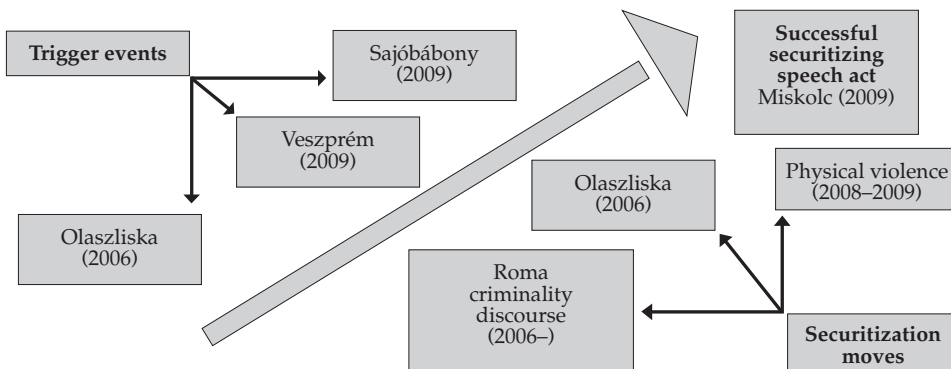 Trigger events
Sajóbábony
(2009)
Veszprém
(2009)
Olaszliska
(2006)
Successful
securitizing
speech act
Miskolc (2009)
Olaszliska
(2006)
Physical violence
(2008–2009)
Roma
criminality
discourse
(2006–)
Securitization
moves